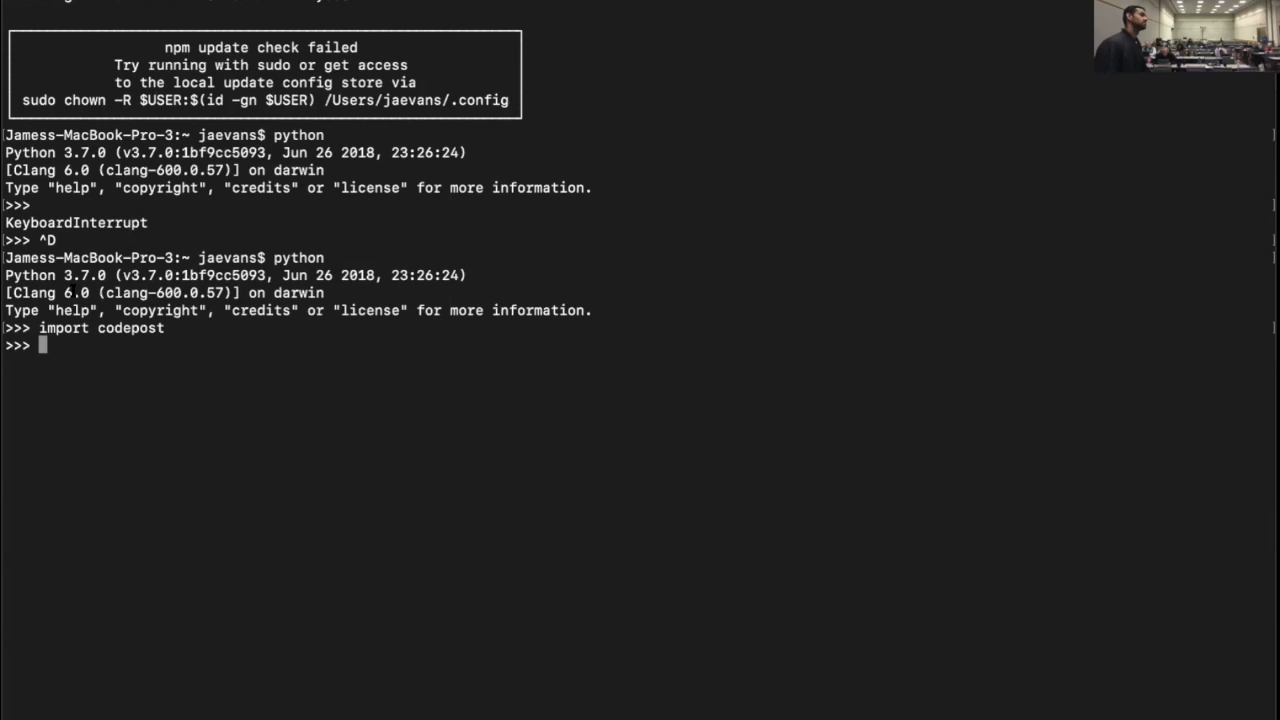 npm update check failed
Try running with sudo or get access
to the local update config store via
sudo chown -R $USER:$(id -gn $USER) /Users/jaevans/.config
Jamess-MacBook-Pro-3:~ jaevans$ python
Python 3.7.0 (v3.7.0:1bf9cc5093, Jun 26 2018, 23:26:24)
[Clang 6.0 (clang-600.0.57)] on darwin
Type "help", "copyright", "credits" or "license" for more information.
>>>
KeyboardInterrupt
>>> ^D
Jamess-MacBook-Pro-3:~ jaevans$ python
Python 3.7.0 (v3.7.0:1bf9cc5093, Jun 26 2018, 23:26:24)
[Clang 6.0 (clang-600.0.57)] on darwin
Type "help", "copyright", "credits" or "license" for more information.
>>> import codepost
>>>